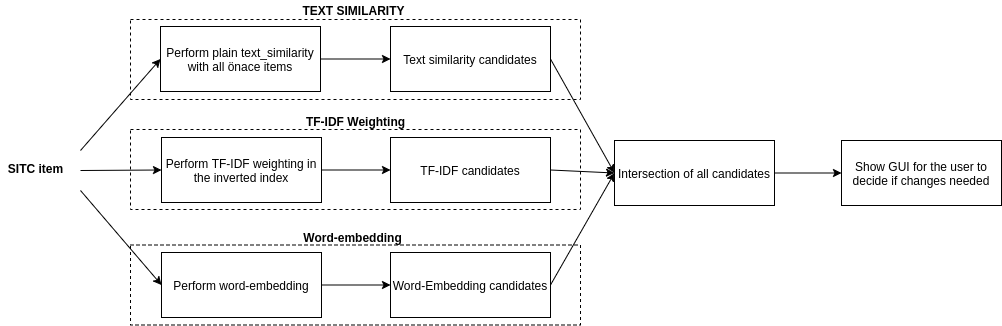 TEXT SIMILARITY
Perform plain text_similarity
with all önace items
Text similarity candidates
TF-IDF Weighting
SITC item
Perform TF-IDF weighting in
the inverted index
TF-IDF candidates
Intersection of all candidates
Show GUI for the user to
decide if changes needed
Word-embedding
Perform word-embedding
Word-Embedding candidates